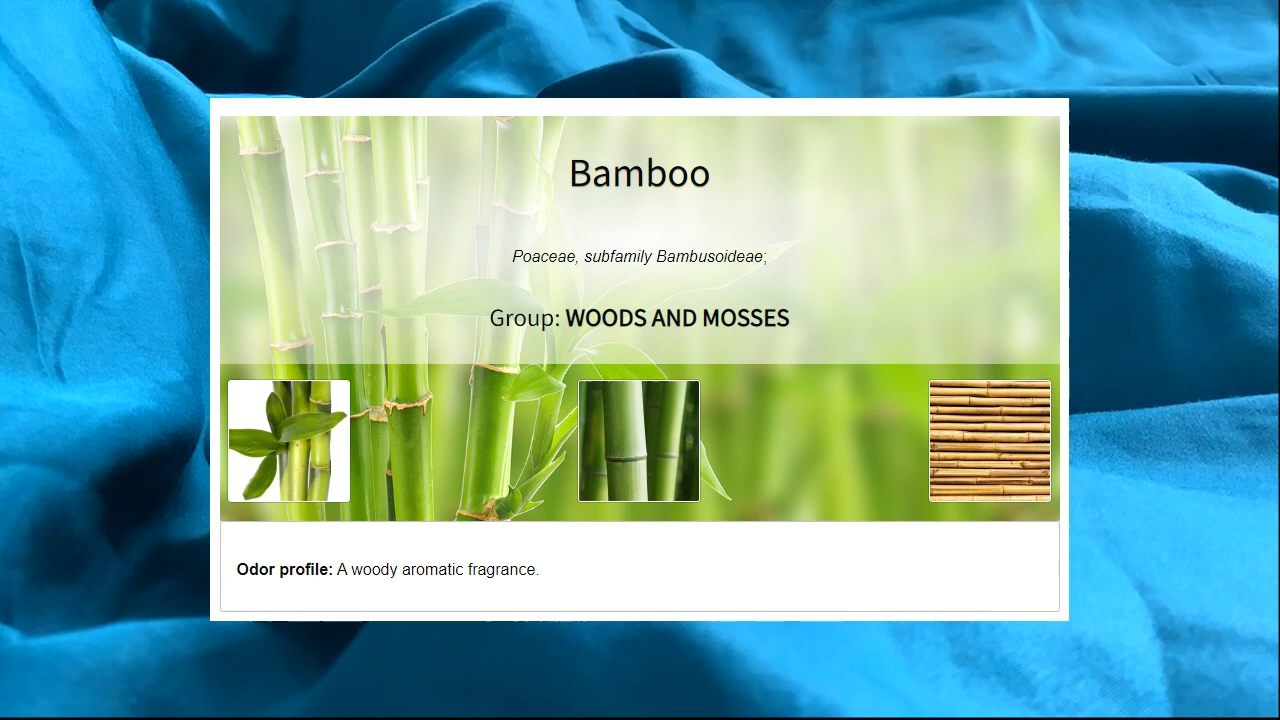 Bamboo
Poaceae, subfamily Bambusoideae;
Group: WOODS AND MOSSES
Odor profile: A woody aromatic fragrance.